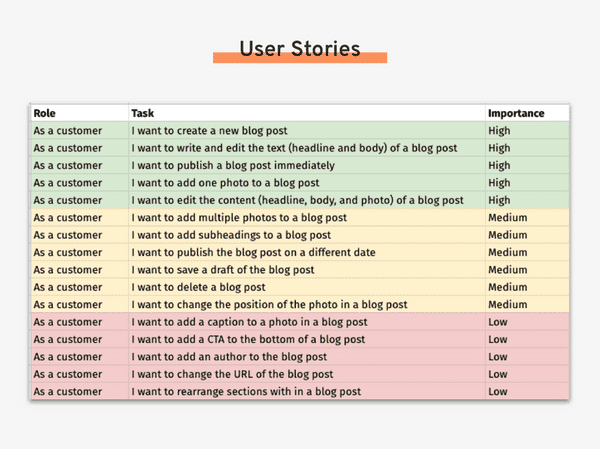 User Stories
Role Task Importance
As a customer I want to create a new blog post High
As a customer I want to write and edit the text (headline and body) of a blog post High
As a customer I want to publish a blog post immediately High
As a customer I want to add one photo to a blog post High
As a customer I want to edit the content (headline, body, and photo) of a blog post High
As a customer I want to add multiple photos to a blog post Medium
As a customer I want to add subheadings to a blog post Medium
As a customer I want to publish the blog post on a different date Medium
As a customer I want to save a draft of the blog post Medium
As a customer I want to delete a blog post Medium
As a customer I want to change the position of the photo in a blog post Medium
As a customer I want to add a caption to a photo in a blog post Low
As a customer I want to add a CTA to the bottom of a blog post Low
As a customer I want to add an author to the blog post Low
As a customer I want to change the URL of the blog post Low
As a customer I want to rearrange sections with in a blog post Low